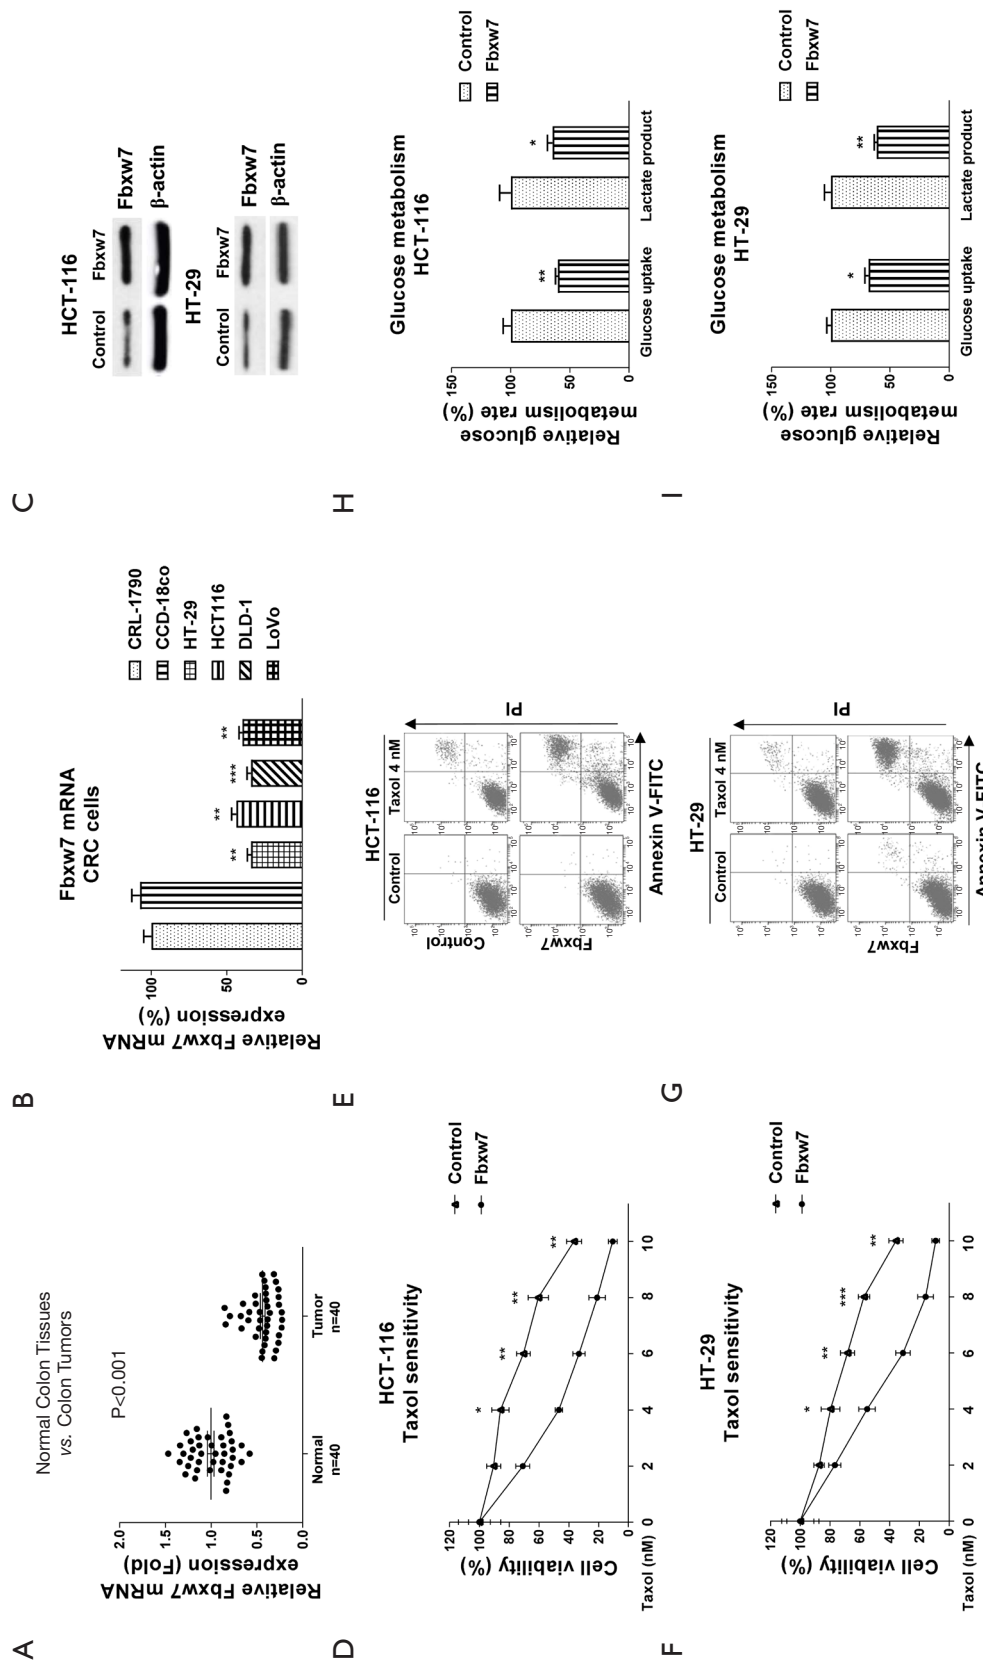 A
Normal Colon Tissues
vs. Colon Tumors
P<0.001
Relative Fbxw7 mRNA
expression (Fold)
2.0
1.5
1.0
0.5
0.0
Normal
n=40
Tumor
n=40
B
Fbxw7 mRNA
CRC cells
Relative Fbxw7 mRNA
expression (%)
100
50
0
**
**
***
**
CRL-1790
CCD-18co
HT-29
HCT116
DLD-1
LoVo
C
HCT-116
Control Fbxw7
Fbxw7
β-actin
HT-29
Control Fbxw7
Fbxw7
β-actin
D
HCT-116
Taxol sensitivity
Cell viability (%)
120
100
80
60
40
20
0
*
**
**
**
Taxol (nM) 0 2 4 6 8 10
Control
Fbxw7
E
HCT-116
Control Taxol 4 nM
Control
Fbxw7
Annexin V-FITC
PI
H
Glucose metabolism
HCT-116
Relative glucose
metabolism rate (%)
150
100
50
0
**
*
Glucose uptake Lactate product
Control
Fbxw7
F
HT-29
Taxol sensitivity
Cell viability (%)
120
100
80
60
40
20
0
*
**
***
**
Taxol (nM) 0 2 4 6 8 10
Control
Fbxw7
G
HT-29
Control Taxol 4 nM
Fbxw7
Annexin V-FITC
PI
I
Glucose metabolism
HT-29
Relative glucose
metabolism rate (%)
150
100
50
0
*
**
Glucose uptake Lactate product
Control
Fbxw7